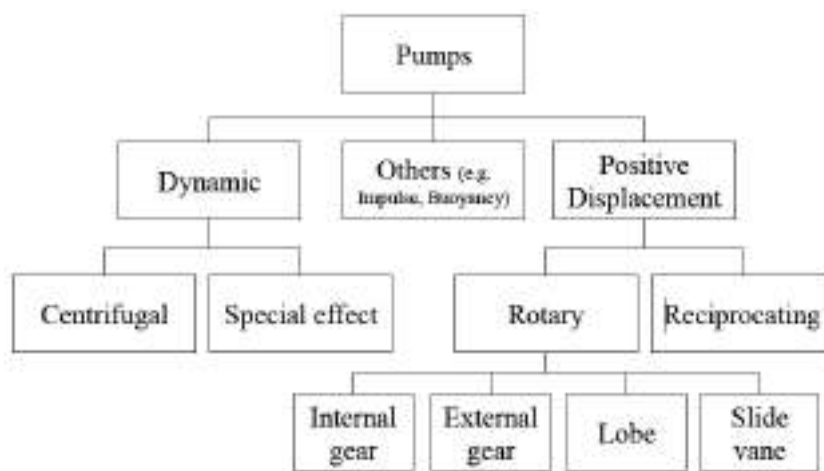 Pumps
Dynamic
Others (e.g.
Impulse, Buoyancy)
Positive
Displacement
Centrifugal
Special effect
Rotary
Reciprocating
Internal
gear
External
gear
Lobe
Slide
vane